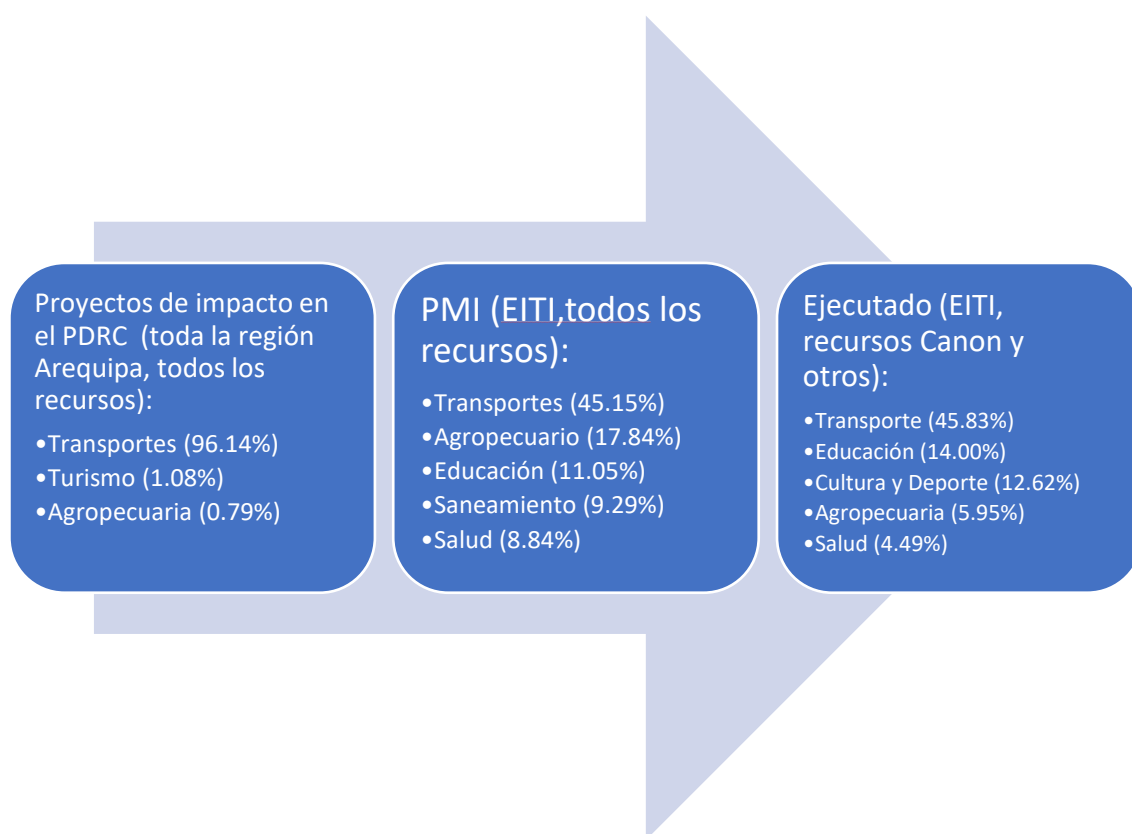 Proyectos de impacto en
el PDRC  (toda la región
Arequipa, todos los
recursos):
•Transportes (96.14%)
•Turismo (1.08%)
•Agropecuaria (0.79%)
PMI (EITI,todos los
recursos):
•Transportes (45.15%)
•Agropecuario (17.84%)
•Educación (11.05%)
•Saneamiento (9.29%)
•Salud (8.84%)
Ejecutado (EITI,
recursos Canon y
otros):
•Transporte (45.83%)
•Educación (14.00%)
•Cultura y Deporte (12.62%)
•Agropecuaria (5.95%)
•Salud (4.49%)